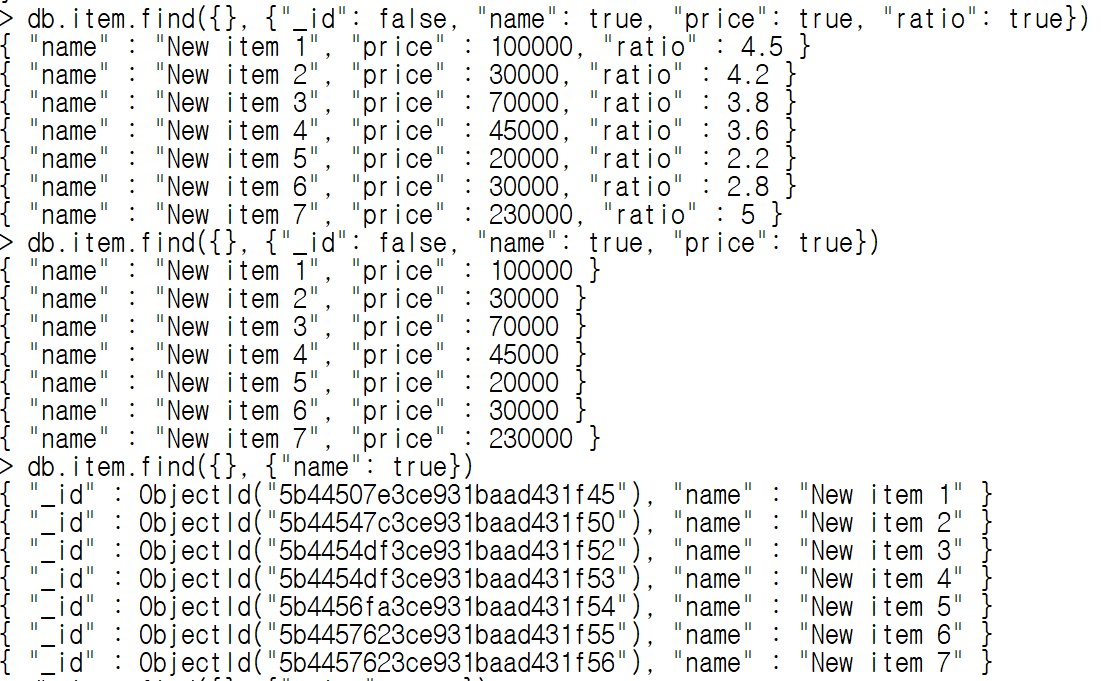 > db.item.find({}, {"_id": false, "name": true, "price": true, "ratio": true})
{ "name" : "New item 1", "price" : 100000, "ratio" : 4.5 }
{ "name" : "New item 2", "price" : 30000, "ratio" : 4.2 }
{ "name" : "New item 3", "price" : 70000, "ratio" : 3.8 }
{ "name" : "New item 4", "price" : 45000, "ratio" : 3.6 }
{ "name" : "New item 5", "price" : 20000, "ratio" : 2.2 }
{ "name" : "New item 6", "price" : 30000, "ratio" : 2.8 }
{ "name" : "New item 7", "price" : 230000, "ratio" : 5 }
> db.item.find({}, {"_id": false, "name": true, "price": true})
{ "name" : "New item 1", "price" : 100000 }
{ "name" : "New item 2", "price" : 30000 }
{ "name" : "New item 3", "price" : 70000 }
{ "name" : "New item 4", "price" : 45000 }
{ "name" : "New item 5", "price" : 20000 }
{ "name" : "New item 6", "price" : 30000 }
{ "name" : "New item 7", "price" : 230000 }
> db.item.find({}, {"name": true})
{ "_id" : ObjectId("5b44507e3ce931baad431f45"), "name" : "New item 1" }
{ "_id" : ObjectId("5b44547c3ce931baad431f50"), "name" : "New item 2" }
{ "_id" : ObjectId("5b4454df3ce931baad431f52"), "name" : "New item 3" }
{ "_id" : ObjectId("5b4454df3ce931baad431f53"), "name" : "New item 4" }
{ "_id" : ObjectId("5b4456fa3ce931baad431f54"), "name" : "New item 5" }
{ "_id" : ObjectId("5b4457623ce931baad431f55"), "name" : "New item 6" }
{ "_id" : ObjectId("5b4457623ce931baad431f56"), "name" : "New item 7" }